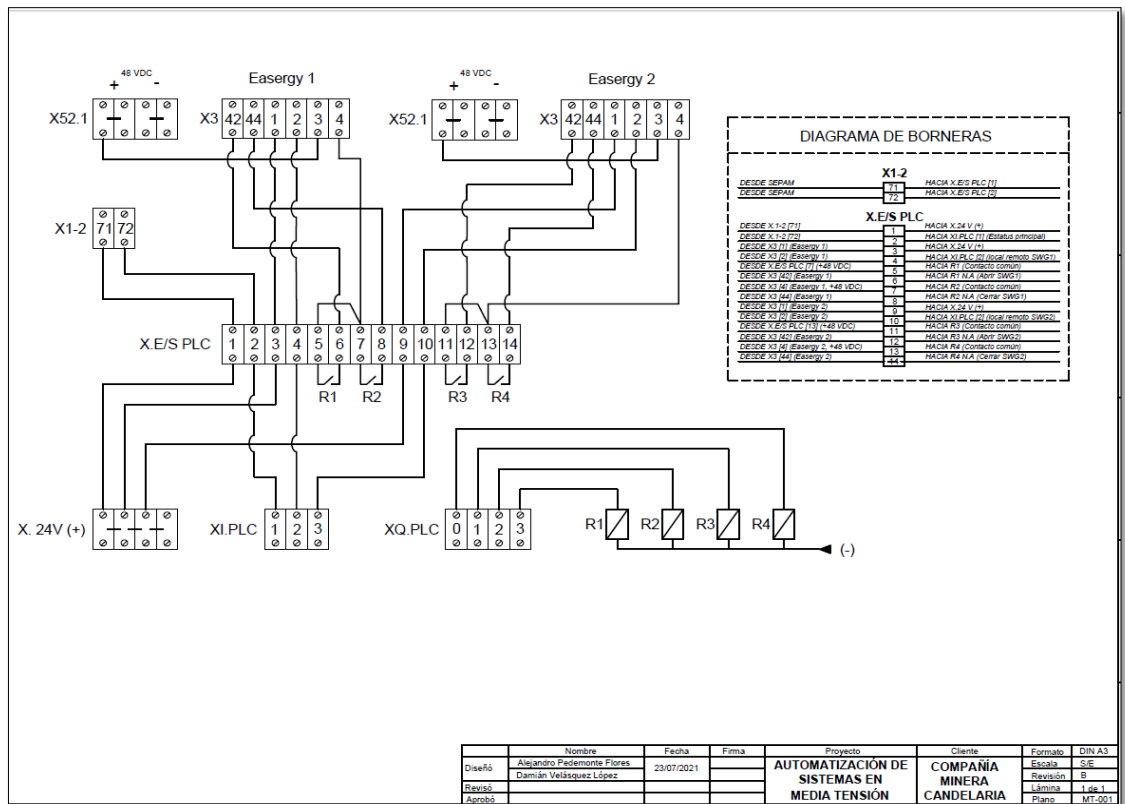 48 VDC
+ -
Easergy 1
48 VDC
+ -
Easergy 2
X52.1
X3 42 44 1 2 3 4
X52.1
X3 42 44 1 2 3 4
DIAGRAMA DE BORNERAS
X1-2
DESDE SEPAM 71 HACIA X.E/S PLC [1]
DESDE SEPAM 72 HACIA X.E/S PLC [2]
X.E/S PLC
DESDE X.1-2 [71] 1 HACIA X.24 V (+)
DESDE X.1-2 [72] 2 HACIA XI.PLC [1] (Estatus principal)
DESDE X3 [1] (Easergy 1) 3 HACIA X.24 V (+)
DESDE X3 [2] (Easergy 1) 4 HACIA XI.PLC [2] (local remoto SWG1)
DESDE X.E/S PLC [7] (+48 VDC) 5 HACIA R1 (Contacto común)
DESDE X3 [42] (Easergy 1) 6 HACIA R1 N.A (Abrir SWG1)
DESDE X3 [4] (Easergy 1, +48 VDC) 7 HACIA R2 (Contacto común)
DESDE X3 [44] (Easergy 1) 8 HACIA R2 N.A (Cerrar SWG1)
DESDE X3 [1] (Easergy 2) 9 HACIA X.24 V (+)
DESDE X3 [2] (Easergy 2) 10 HACIA XI.PLC [2] (local remoto SWG2)
DESDE X.E/S PLC [13] (+48 VDC) 11 HACIA R3 (Contacto común)
DESDE X3 [42] (Easergy 2) 12 HACIA R3 N.A (Abrir SWG2)
DESDE X3 [4] (Easergy 2, +48 VDC) 13 HACIA R4 (Contacto común)
DESDE X3 [44] (Easergy 2) 14 HACIA R4 N.A (Cerrar SWG2)
X1-2 71 72
X.E/S PLC 1 2 3 4 5 6 7 8 9 10 11 12 13 14
R1 R2 R3 R4
X. 24V (+)
XI.PLC 1 2 3
XQ.PLC 0 1 2 3
R1 R2 R3 R4
(-)
Nombre Fecha Firma Proyecto Cliente Formato DIN A3
Diseñó Alejandro Pedemonte Flores 23/07/2021 AUTOMATIZACIÓN DE SISTEMAS EN MEDIA TENSIÓN COMPAÑÍA MINERA CANDELARIA Escala S/E
Damián Velásquez López Revisión B
Revisó Lámina 1 de 1
Aprobó Plano MT-001